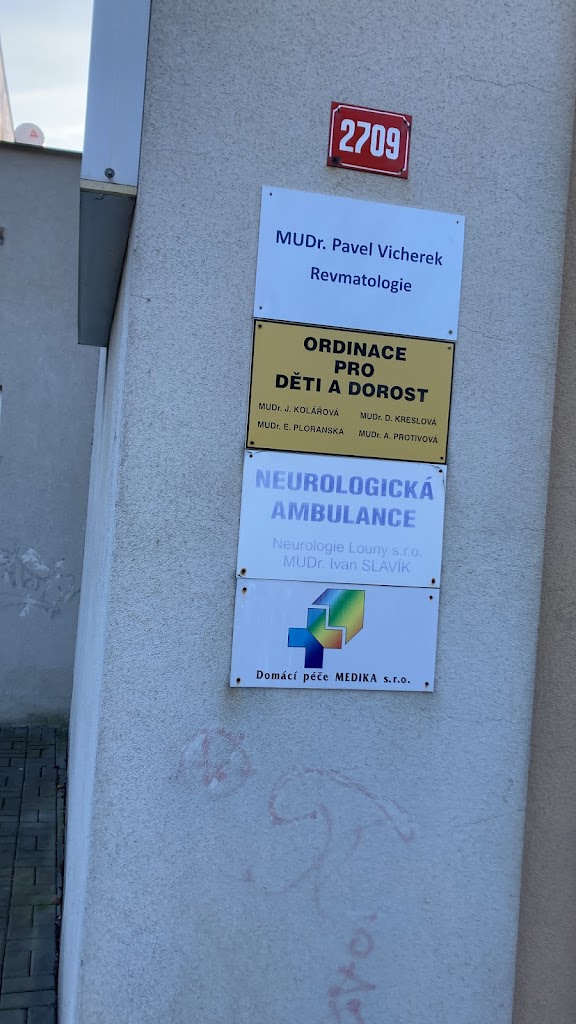 2709
MUDr. Pavel Vicherek
Revmatologie
ORDINACE
PRO
DĚTI A DOROST
MUDr. J. KOLÁŘOVÁ MUDr. D. KRESLOVÁ
MUDr. E. PLORANSKÁ MUDr. A. PROTIVOVÁ
NEUROLOGICKÁ
AMBULANCE
Neurologie Louny s.r.o.
MUDr. Ivan SLAVÍK
Domácí péče MEDIKA s.r.o.